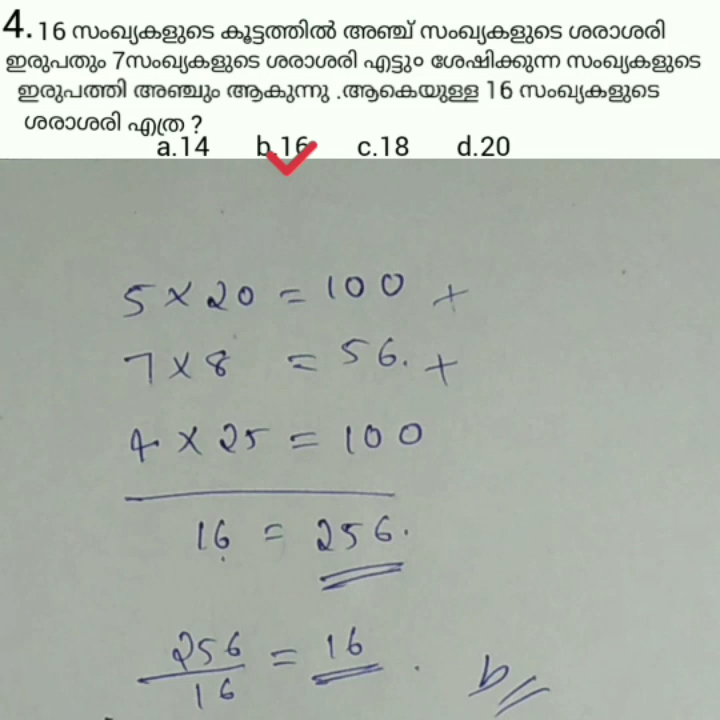 4. 16 സംഖ്യകളുടെ കൂട്ടത്തിൽ അഞ്ച് സംഖ്യകളുടെ ശരാശരി
ഇരുപതും 7സംഖ്യകളുടെ ശരാശരി എട്ടും ശേഷിക്കുന്ന സംഖ്യകളുടെ
ഇരുപത്തി അഞ്ചും ആകുന്നു .ആകെയുള്ള 16 സംഖ്യകളുടെ
ശരാശരി എത്ര ?
a.14 b.16 c.18 d.20
5 × 20 = 100 +
7 × 8 = 56. +
4 × 25 = 100
16 = 256.
256/16 = 16 . b//